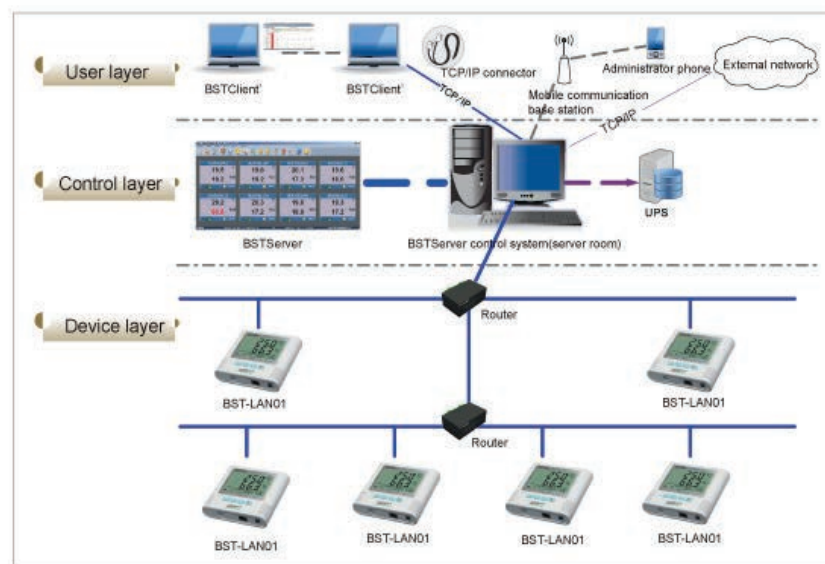 User layer
BSTClient'
BSTClient'
TCP/IP connector
TCP/IP
Mobile communication
base station
Administrator phone
External network
TCP/IP
Control layer
BSTServer
BSTServer control system(server room)
UPS
Device layer
Router
BST-LAN01
BST-LAN01
Router
BST-LAN01
BST-LAN01
BST-LAN01
BST-LAN01